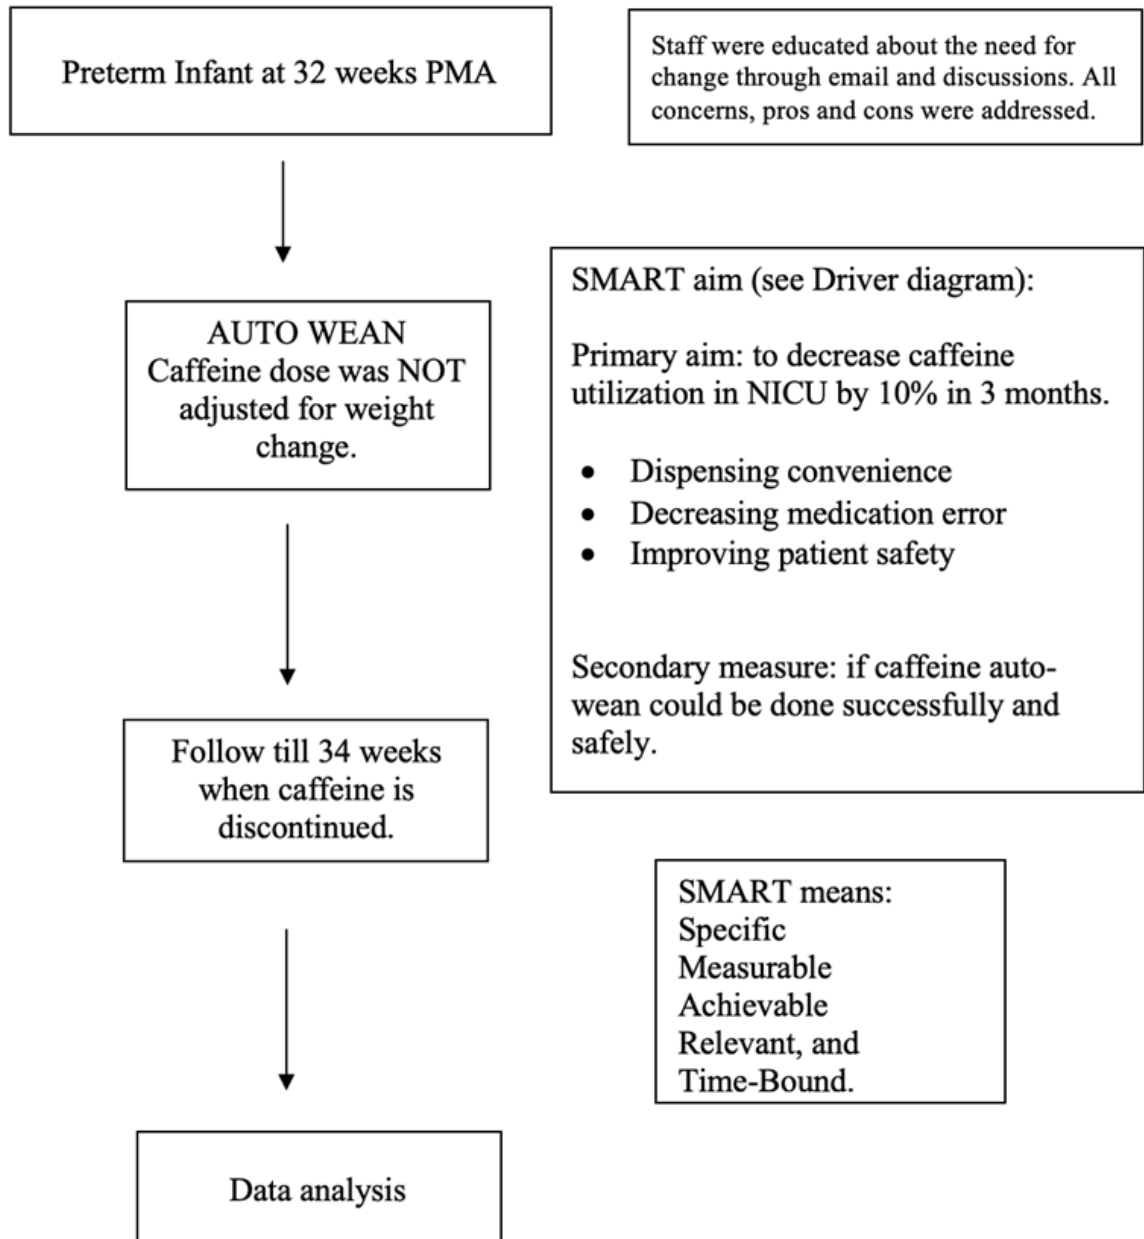 Preterm Infant at 32 weeks PMA
Staff were educated about the need for
change through email and discussions. All
concerns, pros and cons were addressed.
AUTO WEAN
Caffeine dose was NOT
adjusted for weight
change.
SMART aim (see Driver diagram):
Primary aim: to decrease caffeine
utilization in NICU by 10% in 3 months.
• Dispensing convenience
• Decreasing medication error
• Improving patient safety
Secondary measure: if caffeine auto-
wean could be done successfully and
safely.
Follow till 34 weeks
when caffeine is
discontinued.
SMART means:
Specific
Measurable
Achievable
Relevant, and
Time-Bound.
Data analysis